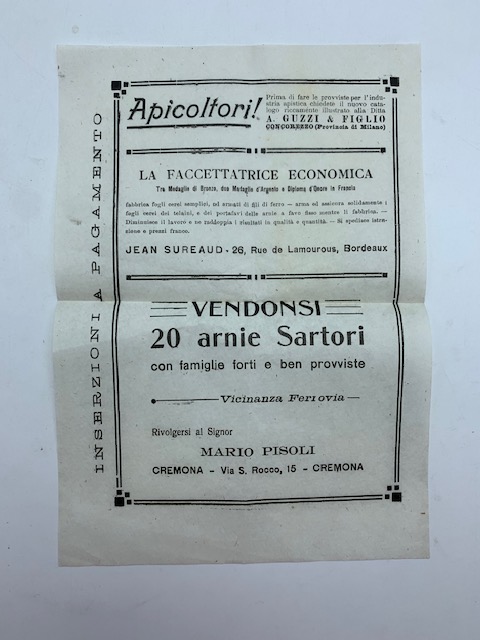 INSERZIONI A PAGAMENTO
Apicoltori!
Prima di fare le provviste per l'indu-
stria apistica chiedete il nuovo cata-
logo riccamente illustrato alla Ditta
A. GUZZI & FIGLIO
CONCOREZZO (Provincia di Milano)
LA FACCETTATRICE ECONOMICA
Tre Medaglie di Bronzo, due Medaglie d'Argento e Diploma d'Onore in Francia
fabbrica fogli cerei semplici, ed armati di fili di ferro — arma ed assicura solidamente i
fogli cerei dei telaini, e dei portafavi delle arnie a favo fisso mentre li fabbrica. —
Diminuisce il lavoro e ne raddoppia i risultati in qualità e quantità. — Si spedisce istru-
zione e prezzi franco.
JEAN SUREAUD - 26, Rue de Lamourous, Bordeaux
VENDONSI
20 arnie Sartori
con famiglie forti e ben provviste
Vicinanza Ferrovia
Rivolgersi al Signor
MARIO PISOLI
CREMONA - Via S. Rocco, 15 - CREMONA